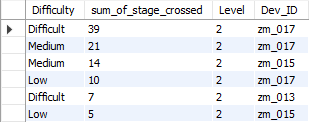 Difficulty sum_of_stage_crossed Level Dev_ID
Difficult 39 2 zm_017
Medium 21 2 zm_017
Medium 14 2 zm_015
Low 10 2 zm_017
Difficult 7 2 zm_013
Low 5 2 zm_015